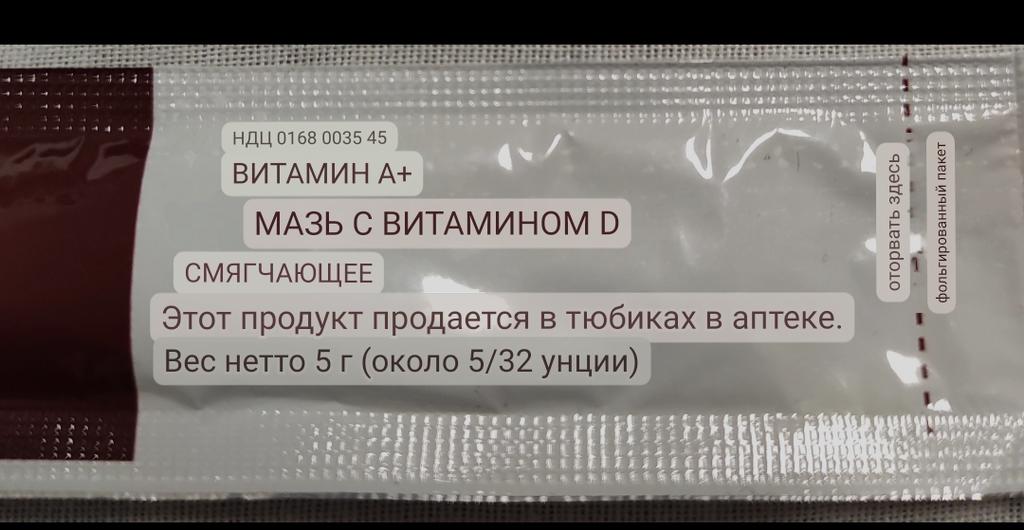 НДЦ 0168 0035 45
ВИТАМИН A+
МАЗЬ С ВИТАМИНОМ D
СМЯГЧАЮЩЕЕ
Этот продукт продается в тюбиках в аптеке.
Вес нетто 5 г (около 5/32 унции)
оторвать здесь
фольгированный пакет